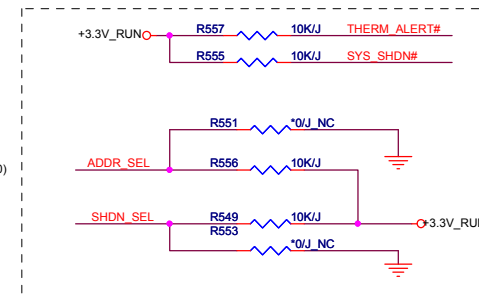 +3.3V_RUN R557 10K/J THERM_ALERT#
R555 10K/J SYS_SHDN#
R551 *0/J_NC
0)
ADDR_SEL R556 10K/J
SHDN_SEL R549 10K/J +3.3V_RU
R553 *0/J_NC